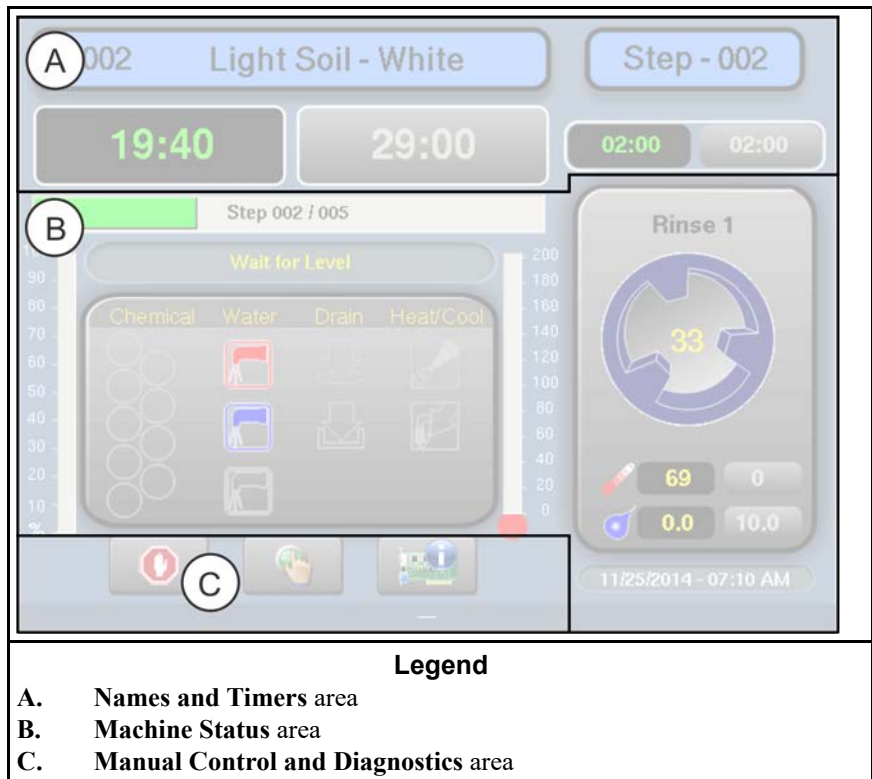 A 002 Light Soil - White Step - 002
19:40 29:00 02:00 02:00
B Step 002 / 005
Wait for Level
Rinse 1
Chemical Water Drain Heat/Cool
90
80
70
60
50
40
30
20
10
%
200
180
160
140
120
100
80
60
40
20
0
33
69 0
0.0 10.0
C
11/25/2014 - 07:10 AM
Legend
A. Names and Timers area
B. Machine Status area
C. Manual Control and Diagnostics area